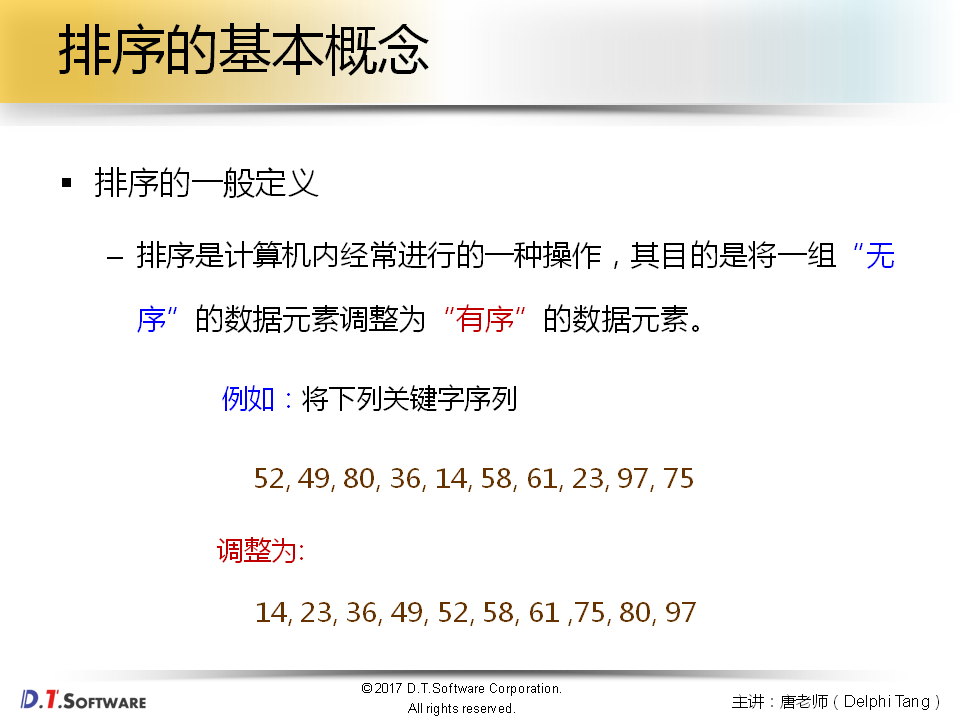 排序的基本概念
▪ 排序的一般定义
– 排序是计算机内经常进行的一种操作，其目的是将一组“无
序”的数据元素调整为“有序”的数据元素。
例如：将下列关键字序列
52, 49, 80, 36, 14, 58, 61, 23, 97, 75
调整为:
14, 23, 36, 49, 52, 58, 61 ,75, 80, 97
D.T.SOFTWARE
©2017 D.T.Software Corporation.
All rights reserved.
主讲：唐老师（Delphi Tang）